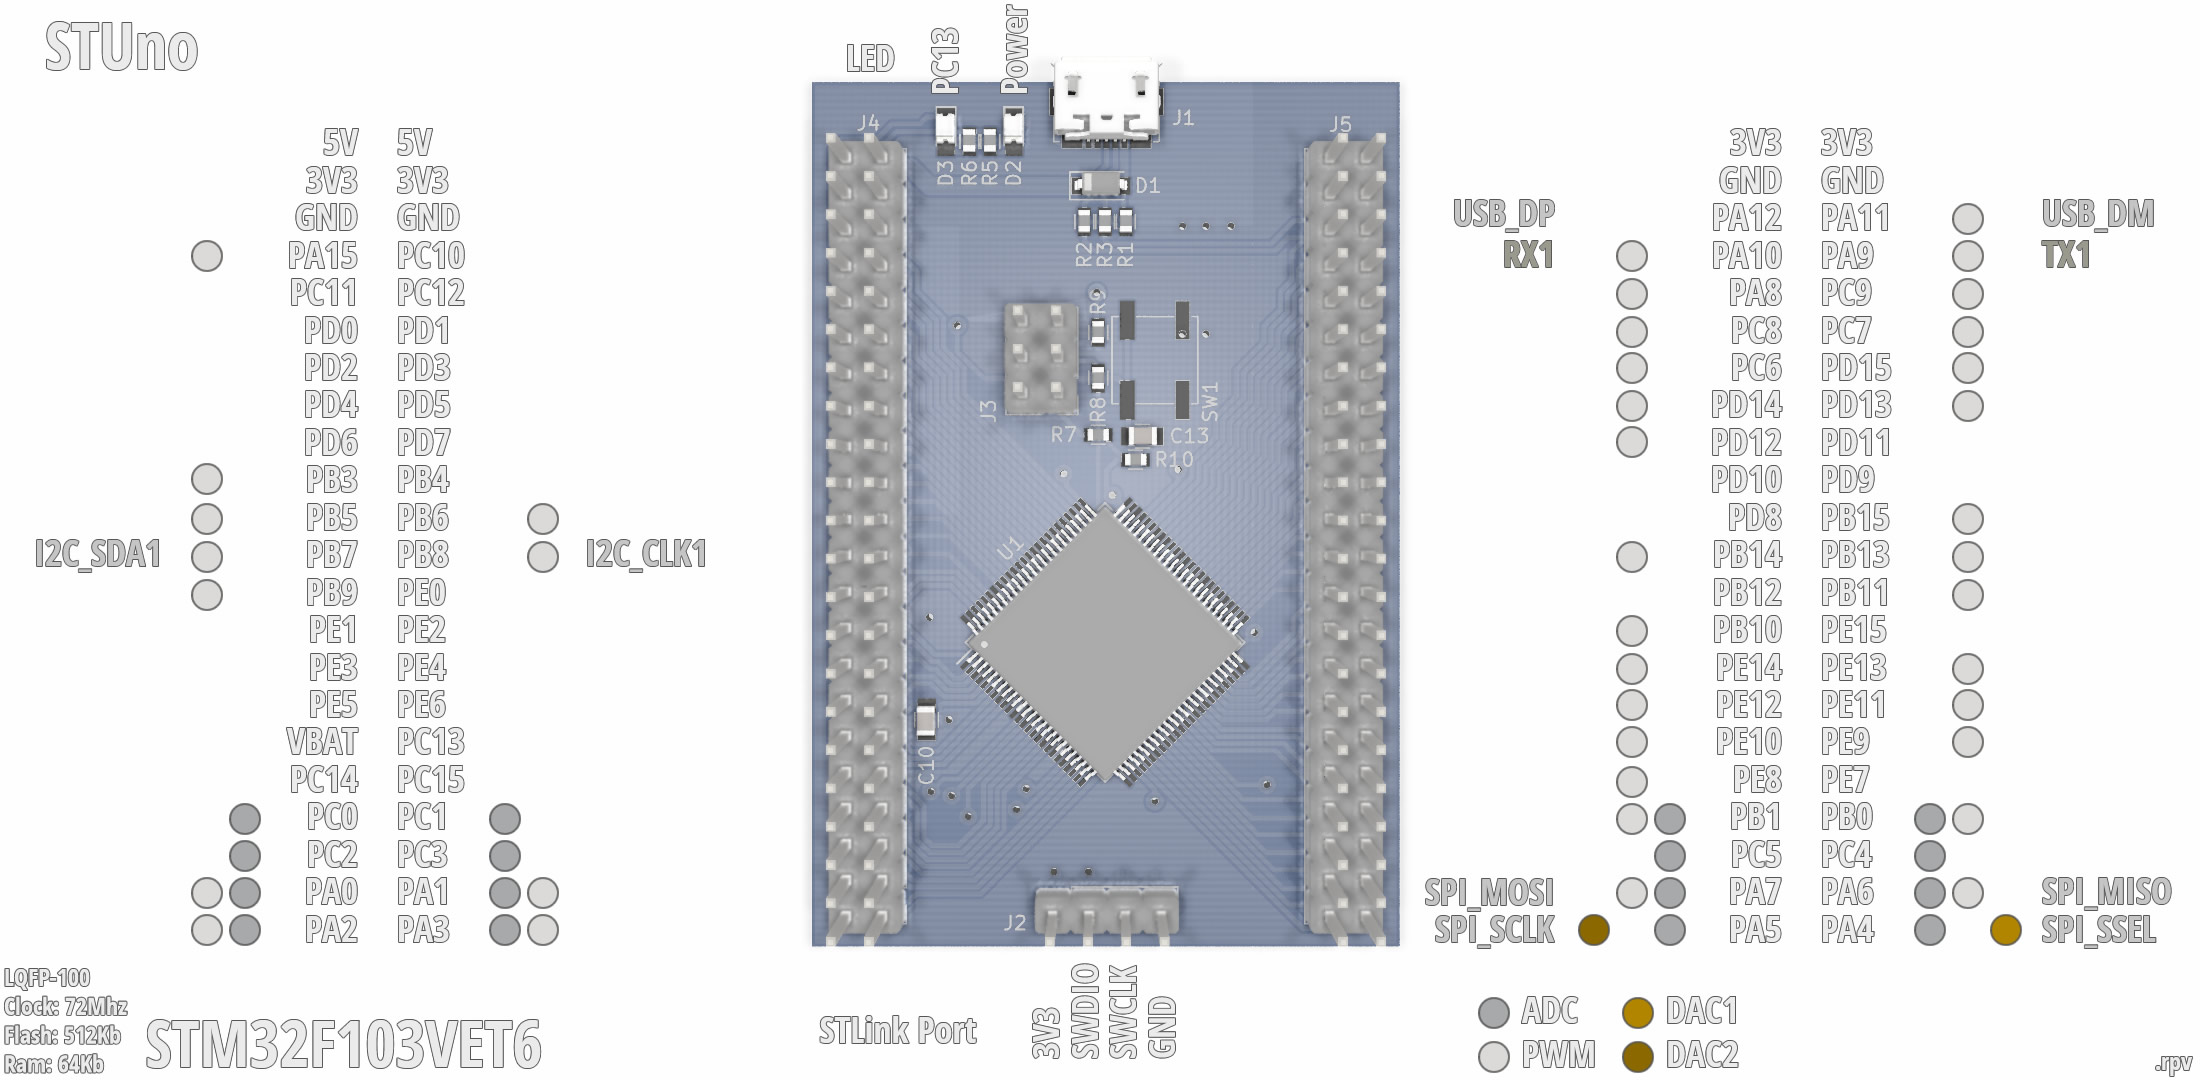 STUno
LED
PC13
Power
J4
J1
J5
D3
R6
R5
D2
D1
R2
R3
R1
R9
J3
R8
SW1
R7
C13
R10
U1
C10
J2
5V 5V
3V3 3V3
GND GND
PA15 PC10
PC11 PC12
PD0 PD1
PD2 PD3
PD4 PD5
PD6 PD7
PB3 PB4
PB5 PB6
I2C_SDA1 PB7 PB8 I2C_CLK1
PB9 PE0
PE1 PE2
PE3 PE4
PE5 PE6
VBAT PC13
PC14 PC15
PC0 PC1
PC2 PC3
PA0 PA1
PA2 PA3
3V3 3V3
GND GND
USB_DP PA12 PA11 USB_DM
RX1 PA10 PA9 TX1
PA8 PC9
PC8 PC7
PC6 PD15
PD14 PD13
PD12 PD11
PD10 PD9
PD8 PB15
PB14 PB13
PB12 PB11
PB10 PE15
PE14 PE13
PE12 PE11
PE10 PE9
PE8 PE7
PB1 PB0
PC5 PC4
SPI_MOSI PA7 PA6 SPI_MISO
SPI_SCLK PA5 PA4 SPI_SSEL
LQFP-100
Clock: 72Mhz
Flash: 512Kb
Ram: 64Kb
STM32F103VET6
STLink Port
3V3
SWDIO
SWCLK
GND
ADC DAC1
PWM DAC2
.rpv